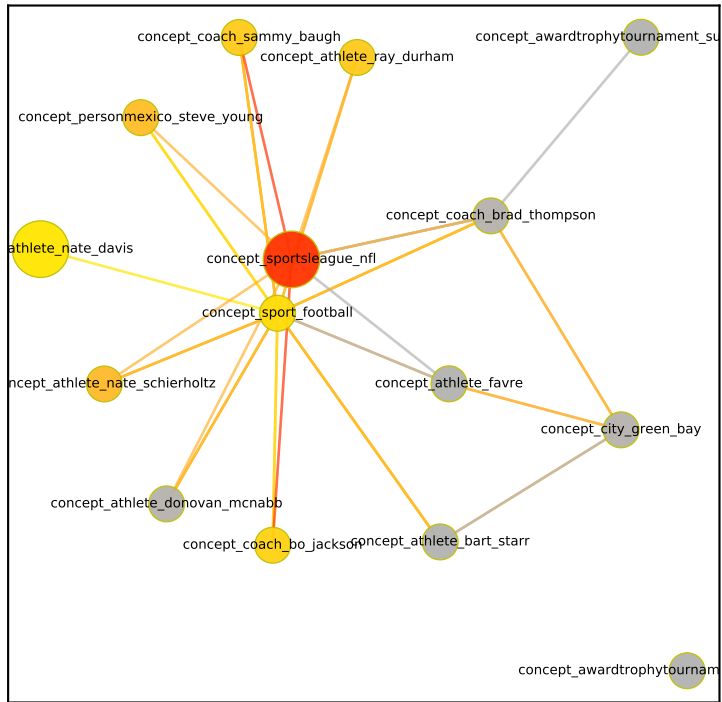 concept_coach_sammy_baugh
concept_awardtrophytournament_su
concept_athlete_ray_durham
concept_personmexico_steve_young
concept_coach_brad_thompson
athlete_nate_davis
concept_sportsleague_nfl
concept_sport_football
ncept_athlete_nate_schierholtz
concept_athlete_favre
concept_city_green_bay
concept_athlete_donovan_mcnabb
concept_coach_bo_jackson
concept_athlete_bart_starr
concept_awardtrophytournam